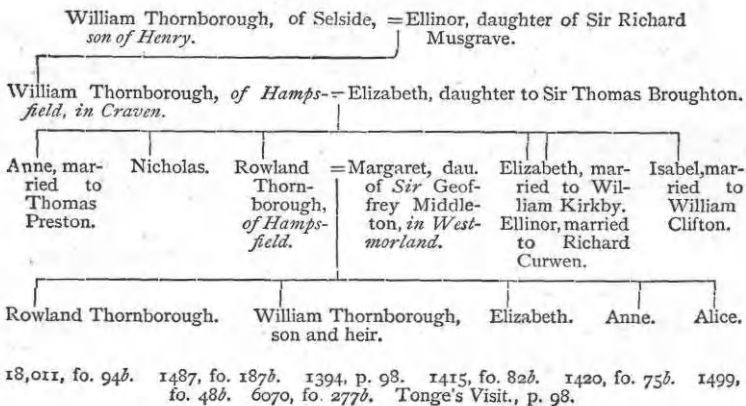 William Thornborough, of Selside, = Ellinor, daughter of Sir Richard
son of Henry. Musgrave.
William Thornborough, of Hamps- = Elizabeth, daughter to Sir Thomas Broughton.
field, in Craven.
Anne, mar-
ried to
Thomas
Preston.
Nicholas.
Rowland
Thorn-
borough,
of Hamps-
field.
= Margaret, dau.
of Sir Geof-
frey Middle-
ton, in West-
morland.
Elizabeth, mar-
ried to Wil-
liam Kirkby.
Ellinor, married
to Richard
Curwen.
Isabel, mar-
ried to
William
Clifton.
Rowland Thornborough.
William Thornborough,
son and heir.
Elizabeth.
Anne.
Alice.
18,011, fo. 94b. 1487, fo. 187b. 1394, p. 98. 1415, fo. 82b. 1420, fo. 75b. 1499,
fo. 48b. 6070, fo. 277b. Tonge's Visit., p. 98.